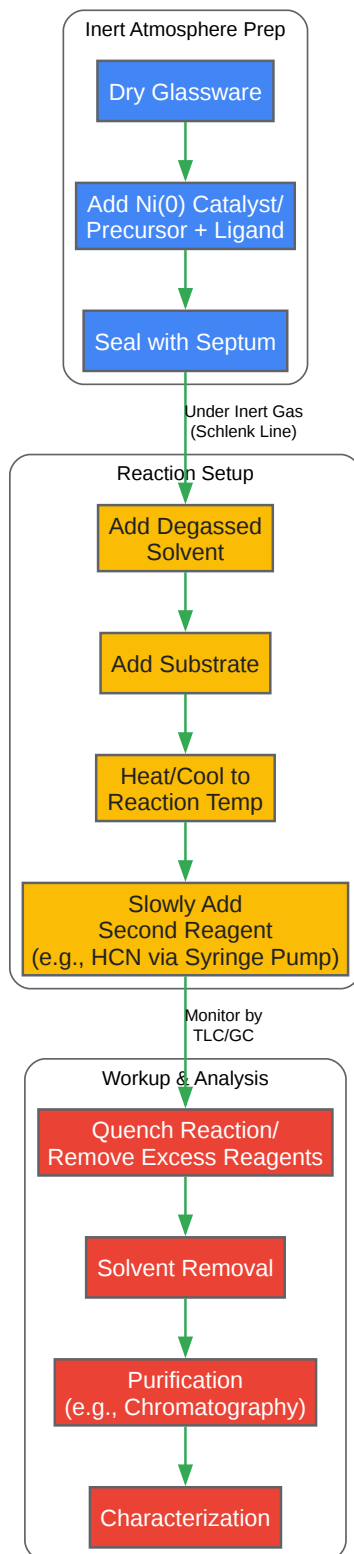 Inert Atmosphere Prep
Dry Glassware
Add Ni(0) Catalyst/
Precursor + Ligand
Seal with Septum
Under Inert Gas
(Schlenk Line)
Reaction Setup
Add Degassed
Solvent
Add Substrate
Heat/Cool to
Reaction Temp
Slowly Add
Second Reagent
(e.g., HCN via Syringe Pump)
Monitor by
TLC/GC
Workup & Analysis
Quench Reaction/
Remove Excess Reagents
Solvent Removal
Purification
(e.g., Chromatography)
Characterization